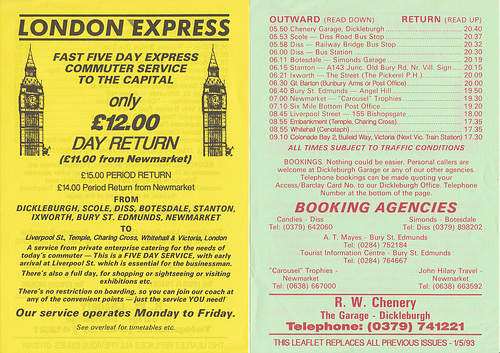 LONDON EXPRESS
FAST FIVE DAY EXPRESS
COMMUTER SERVICE
TO THE CAPITAL
only
£12.00
DAY RETURN
(£11.00 from Newmarket)
£15.00 PERIOD RETURN
£14.00 Period Return from Newmarket
FROM
DICKLEBURGH, SCOLE, DISS, BOTESDALE, STANTON,
IXWORTH, BURY ST. EDMUNDS, NEWMARKET
TO
Liverpool St., Temple, Charing Cross, Whitehall & Victoria, London
A service from private enterprise catering for the needs of
today's commuter — This is a FIVE DAY SERVICE, with early
arrival at Liverpool St. which is essential for the businessman.
There's also a full day, for shopping or sightseeing or visiting
exhibitions etc.
There's no restriction on boarding, so you can join our coach at
any of the convenient points — just the service YOU need!
Our service operates Monday to Friday.
See overleaf for timetables etc.
OUTWARD (READ DOWN) RETURN (READ UP)
05.50 Chenery Garage, Dickleburgh 20.40
05.53 Scole — Diss Road Bus Stop 20.37
05.58 Diss — Railway Bridge Bus Stop 20.32
06.00 Diss — Bus Station 20.30
06.11 Botesdale — Simonds Garage 20.19
06.15 Stanton — A143 Junc. Old Bury Rd. Nr. Vill. Sign 20.15
06.21 Ixworth — The Street (The Pickerel P.H.) 20.09
06.30 Gt. Barton (Bunbury Arms or Post Office) 20.00
06.40 Bury St. Edmunds — Angel Hill 19.50
07.00 Newmarket — "Carousel" Trophies 19.30
07.10 Six Mile Bottom Post Office 19.20
08.45 Liverpool Street — 155 Bishopsgate 18.00
08.55 Embankment (Temple, Charing Cross) 17.35
08.55 Whitehall (Cenotaph) 17.35
09.10 Colonade Bay 2, Bulleid Way, Victoria (Next Vic. Train Station) 17.30
ALL TIMES SUBJECT TO TRAFFIC CONDITIONS
BOOKINGS. Nothing could be easier. Personal callers are
welcome at Dickleburgh Garage or any of our other agencies.
Telephone bookings can be made quoting your
Access/Barclay Card No. to our Dickleburgh Office. Telephone
Number at the bottom of the page.
BOOKING AGENCIES
Candies - Diss Simonds - Botesdale
Tel: (0379) 642060 Tel: Diss (0379) 898202
A. T. Mayes - Bury St. Edmunds
Tel: (0284) 752184
Tourist Information Centre - Bury St. Edmunds
Tel: (0284) 764667
"Carousel" Trophies - John Hilary Travel -
Newmarket Newmarket
Tel: (0638) 667000 Tel: (0638) 663592
R. W. Chenery
The Garage - Dickleburgh
Telephone: (0379) 741221
THIS LEAFLET REPLACES ALL PREVIOUS ISSUES - 1/5/93